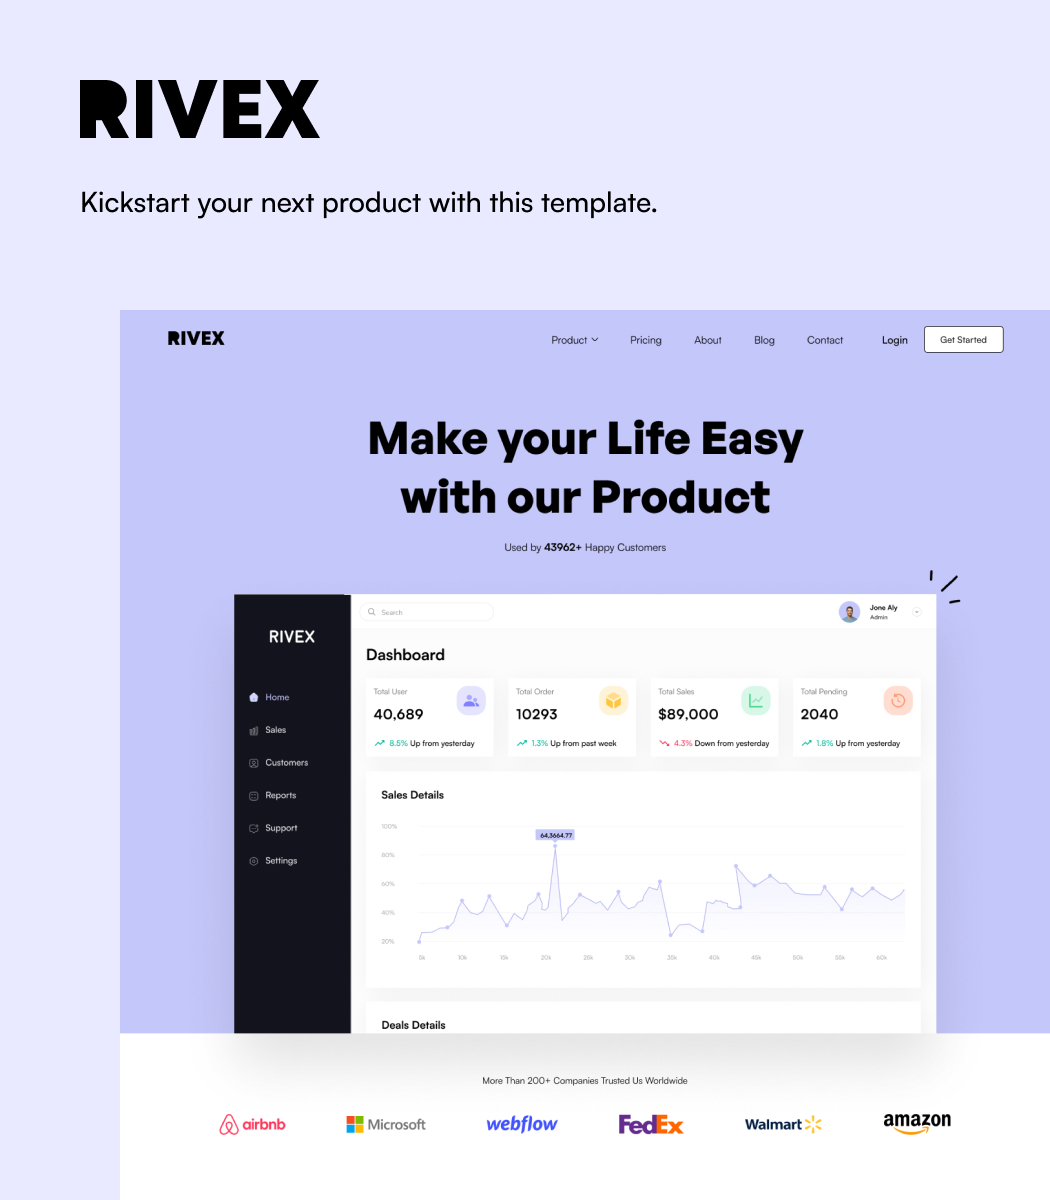 RIVEX
Kickstart your next product with this template.
RIVEX
Product
Pricing
About
Blog
Contact
Login
Get Started
Make your Life Easy
with our Product
Used by 43962+ Happy Customers
RIVEX
Home
Sales
Customers
Reports
Support
Settings
Search
Jone Aly
Admin
Dashboard
Total User
40,689
8.5% Up from yesterday
Total Order
10293
1.3% Up from past week
Total Sales
$89,000
4.3% Down from yesterday
Total Pending
2040
1.8% Up from yesterday
Sales Details
64,3664.77
100%
80%
60%
40%
20%
5k
10k
15k
20k
25k
30k
35k
40k
45k
50k
55k
60k
Deals Details
More Than 200+ Companies Trusted Us Worldwide
airbnb
Microsoft
webflow
FedEx
Walmart
amazon